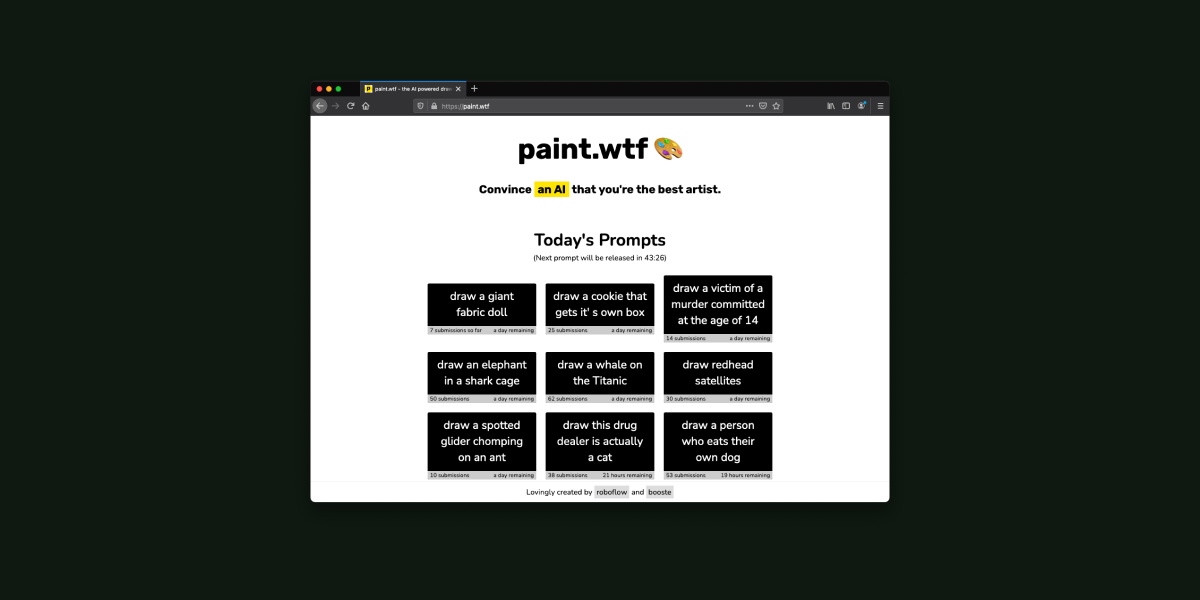 paint.wtf – the AI powered draw
https://paint.wtf
paint.wtf
Convince an AI that you're the best artist.
Today's Prompts
(Next prompt will be released in 43:26)
draw a giant
fabric doll
7 submissions so far a day remaining
draw a cookie that
gets it' s own box
25 submissions a day remaining
draw a victim of a
murder committed
at the age of 14
14 submissions a day remaining
draw an elephant
in a shark cage
50 submissions a day remaining
draw a whale on
the Titanic
62 submissions a day remaining
draw redhead
satellites
30 submissions a day remaining
draw a spotted
glider chomping
on an ant
10 submissions a day remaining
draw this drug
dealer is actually
a cat
38 submissions 21 hours remaining
draw a person
who eats their
own dog
53 submissions 19 hours remaining
Lovingly created by roboflow and booste